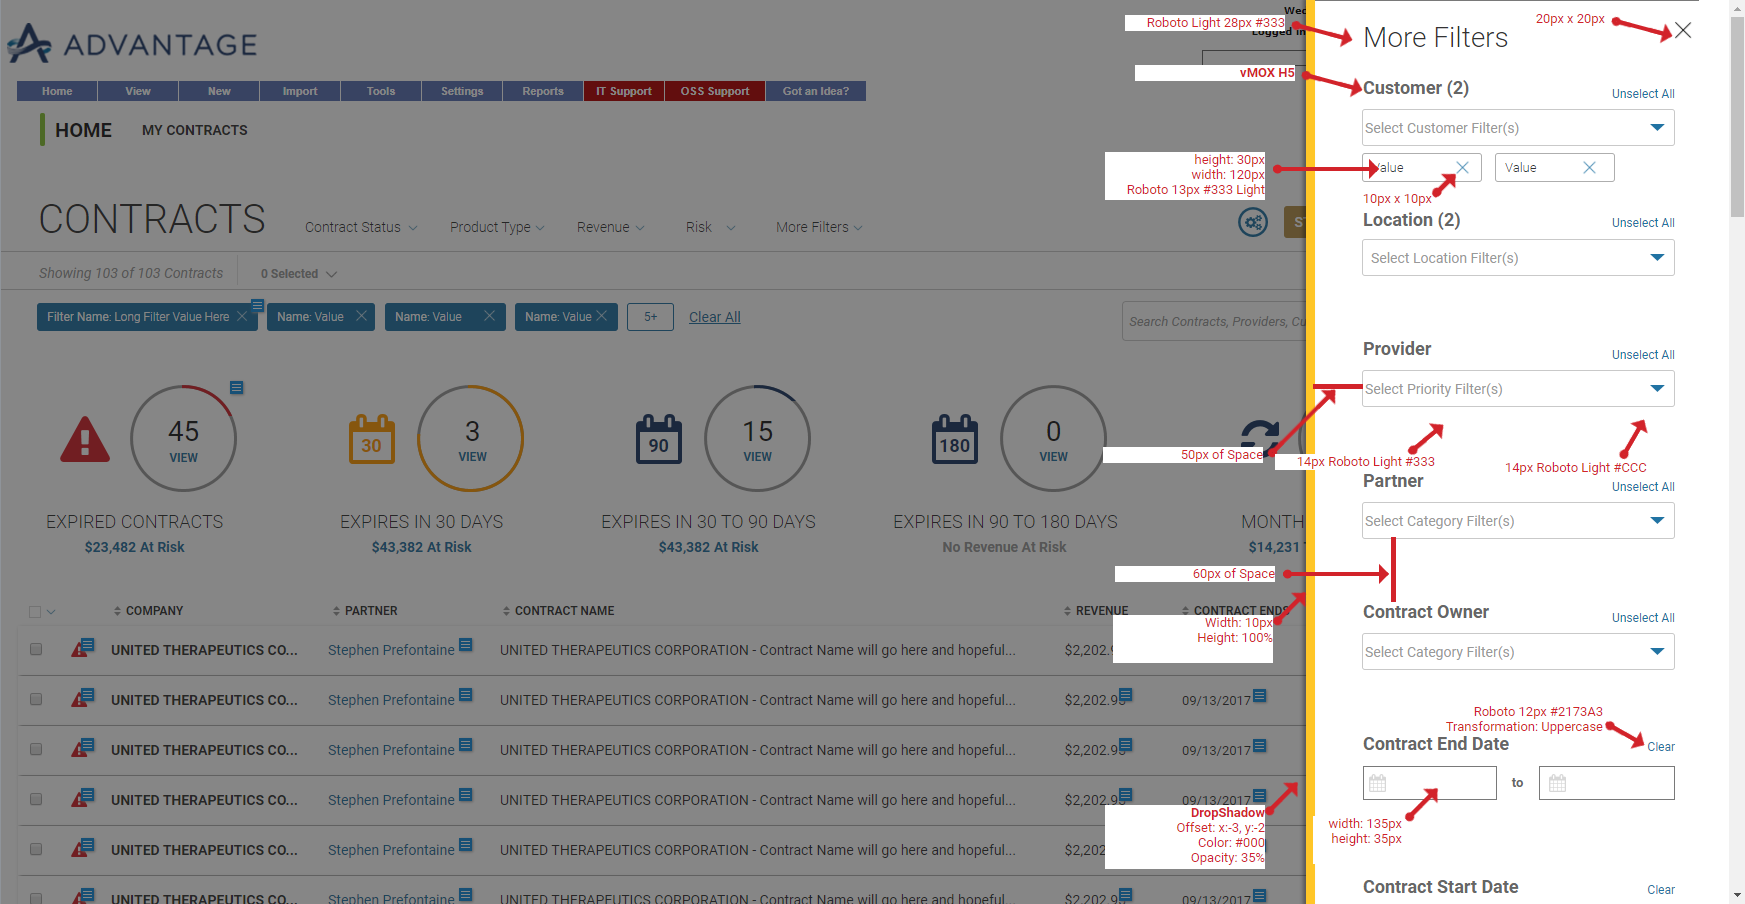 Wed
Logged in
ADVANTAGE
Home View New Import Tools Settings Reports IT Support OSS Support Got an Idea?
HOME MY CONTRACTS
CONTRACTS
Contract Status Product Type Revenue Risk More Filters
ST
Showing 103 of 103 Contracts 0 Selected
Filter Name: Long Filter Value Here Name: Value Name: Value Name: Value 5+ Clear All
Search Contracts, Providers, Cu
45 VIEW
30 3 VIEW
90 15 VIEW
180 0 VIEW
EXPIRED CONTRACTS EXPIRES IN 30 DAYS EXPIRES IN 30 TO 90 DAYS EXPIRES IN 90 TO 180 DAYS MONTH
$23,482 At Risk $43,382 At Risk $43,382 At Risk No Revenue At Risk $14,231
COMPANY PARTNER CONTRACT NAME REVENUE CONTRACT ENDS
UNITED THERAPEUTICS CO... Stephen Prefontaine UNITED THERAPEUTICS CORPORATION - Contract Name will go here and hopeful... $2,202.9
UNITED THERAPEUTICS CO... Stephen Prefontaine UNITED THERAPEUTICS CORPORATION - Contract Name will go here and hopeful... $2,202.95 09/13/2017
UNITED THERAPEUTICS CO... Stephen Prefontaine UNITED THERAPEUTICS CORPORATION - Contract Name will go here and hopeful... $2,202.95 09/13/2017
UNITED THERAPEUTICS CO... Stephen Prefontaine UNITED THERAPEUTICS CORPORATION - Contract Name will go here and hopeful... $2,202.95 09/13/2017
UNITED THERAPEUTICS CO... Stephen Prefontaine UNITED THERAPEUTICS CORPORATION - Contract Name will go here and hopeful... $2,202
UNITED THERAPEUTICS CO... Stephen Prefontaine UNITED THERAPEUTICS CORPORATION - Contract Name will go here and hopeful... $2,202.95 09/13/2017
Roboto Light 28px #333
vMOX H5
height: 30px
width: 120px
Roboto 13px #333 Light
50px of Space
60px of Space
Width: 10px
Height: 100%
DropShadow
Offset: x:-3, y:-2
Color: #000
Opacity: 35%
20px x 20px
More Filters
Customer (2) Unselect All
Select Customer Filter(s)
Value Value
10px x 10px
Location (2) Unselect All
Select Location Filter(s)
Provider Unselect All
Select Priority Filter(s)
14px Roboto Light #333
14px Roboto Light #CCC
Partner Unselect All
Select Category Filter(s)
Contract Owner Unselect All
Select Category Filter(s)
Roboto 12px #2173A3
Transformation: Uppercase
Contract End Date Clear
to
width: 135px
height: 35px
Contract Start Date Clear